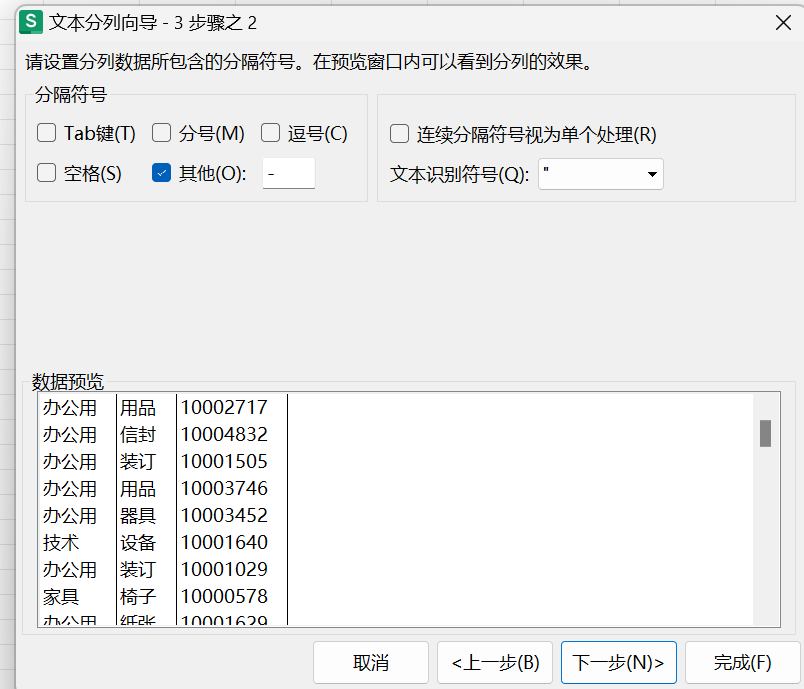 S 文本分列向导 - 3 步骤之 2
请设置分列数据所包含的分隔符号。在预览窗口内可以看到分列的效果。
分隔符号
Tab键(T) 分号(M) 逗号(C)
空格(S) 其他(O): -
连续分隔符号视为单个处理(R)
文本识别符号(Q): "
数据预览
办公用 用品 10002717
办公用 信封 10004832
办公用 装订 10001505
办公用 用品 10003746
办公用 器具 10003452
技术 设备 10001640
办公用 装订 10001029
家具 椅子 10000578
办公用 纸张 10001629
取消 <上一步(B) 下一步(N)> 完成(F)